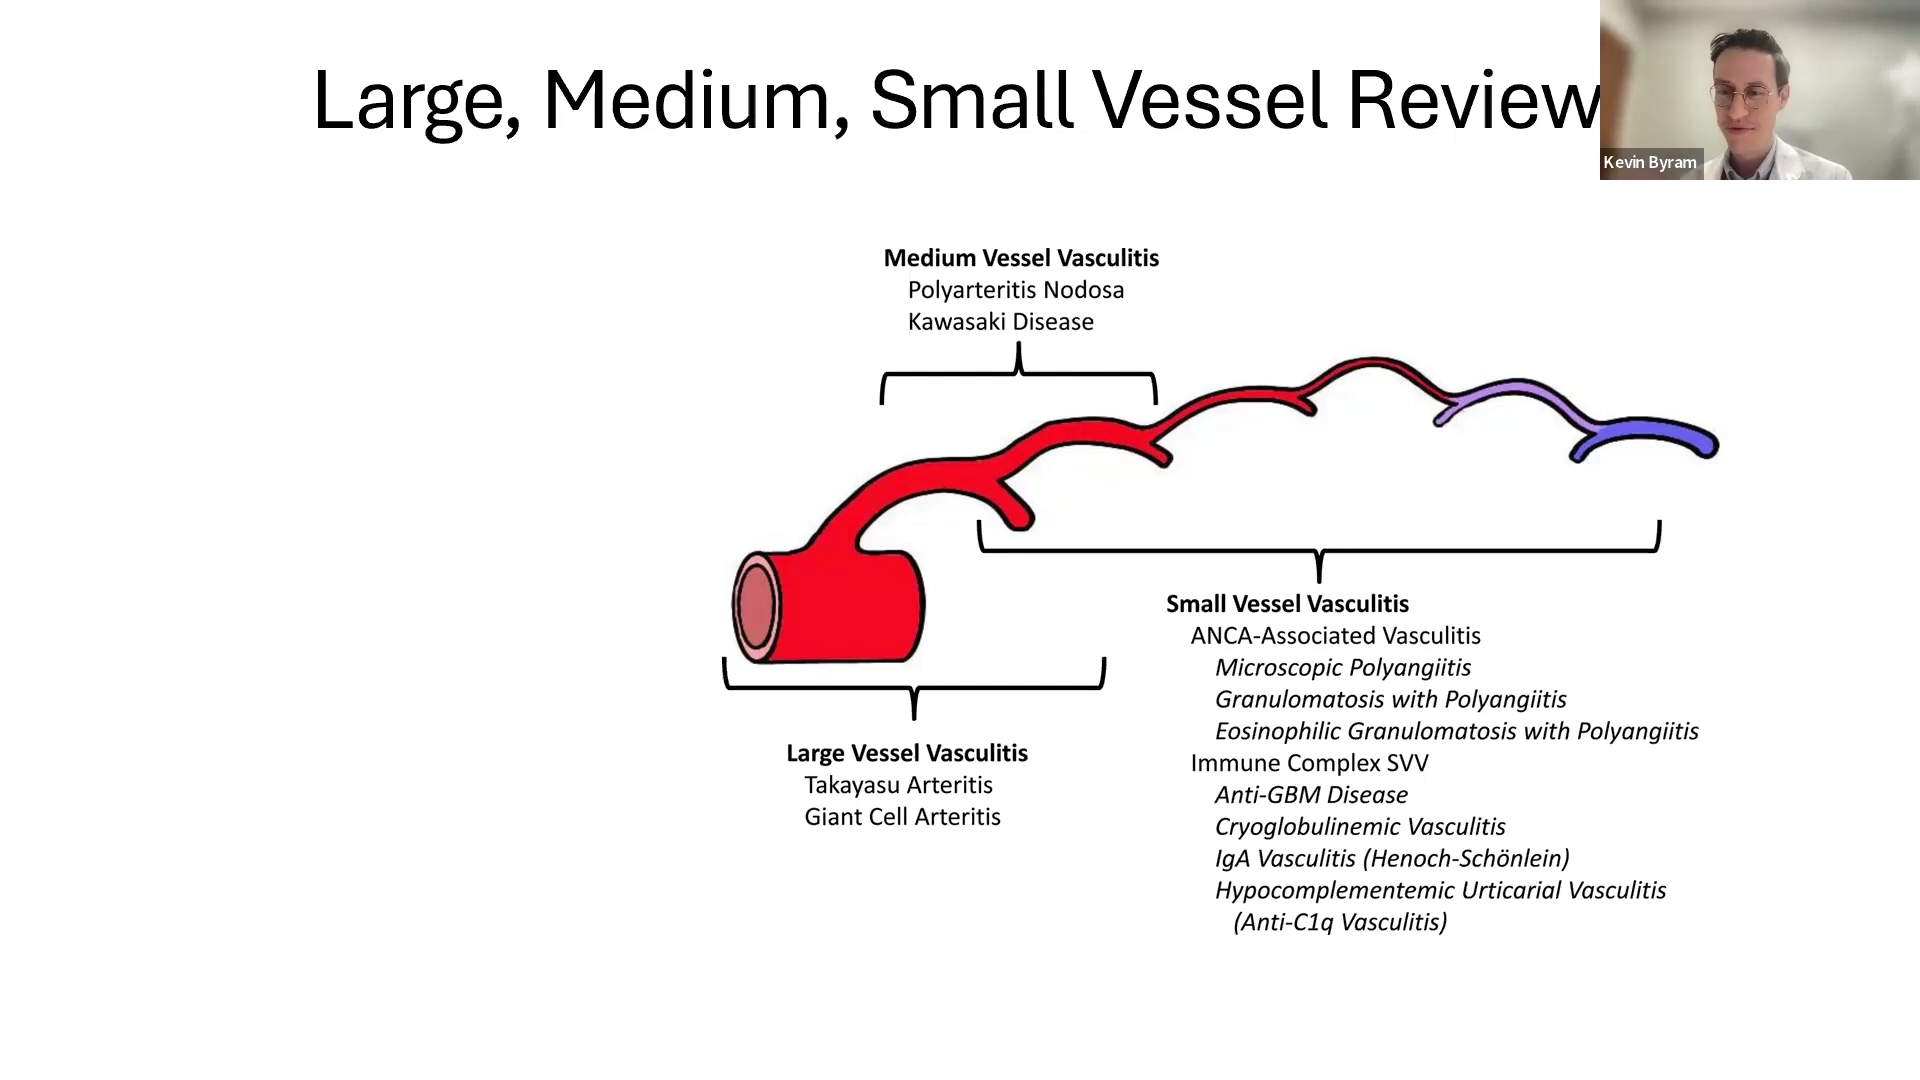 Large, Medium, Small Vessel Review
Kevin Byram
Medium Vessel Vasculitis
Polyarteritis Nodosa
Kawasaki Disease
Large Vessel Vasculitis
Takayasu Arteritis
Giant Cell Arteritis
Small Vessel Vasculitis
ANCA-Associated Vasculitis
Microscopic Polyangiitis
Granulomatosis with Polyangiitis
Eosinophilic Granulomatosis with Polyangiitis
Immune Complex SVV
Anti-GBM Disease
Cryoglobulinemic Vasculitis
IgA Vasculitis (Henoch-Schönlein)
Hypocomplementemic Urticarial Vasculitis
(Anti-C1q Vasculitis)